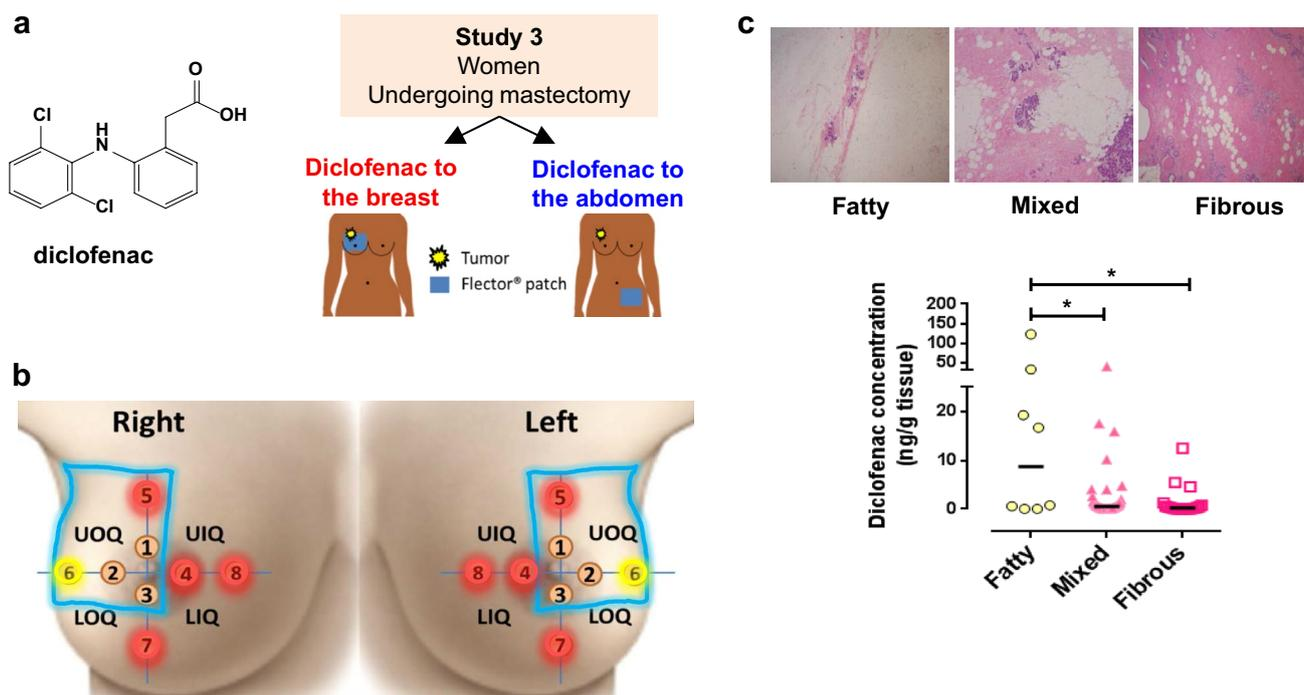 a
Cl
H
N
O
OH
Cl
diclofenac
Study 3
Women
Undergoing mastectomy
Diclofenac to
the breast
Diclofenac to
the abdomen
Tumor
Flector® patch
b
Right
5
UOQ
UIQ
1
6
2
4
8
3
LOQ
LIQ
7
Left
5
UOQ
1
8
4
2
6
3
LIQ
LOQ
7
c
Fatty
Mixed
Fibrous
Diclofenac concentration
(ng/g tissue)
200
150
100
50
20
10
0
*
*
Fatty
Mixed
Fibrous